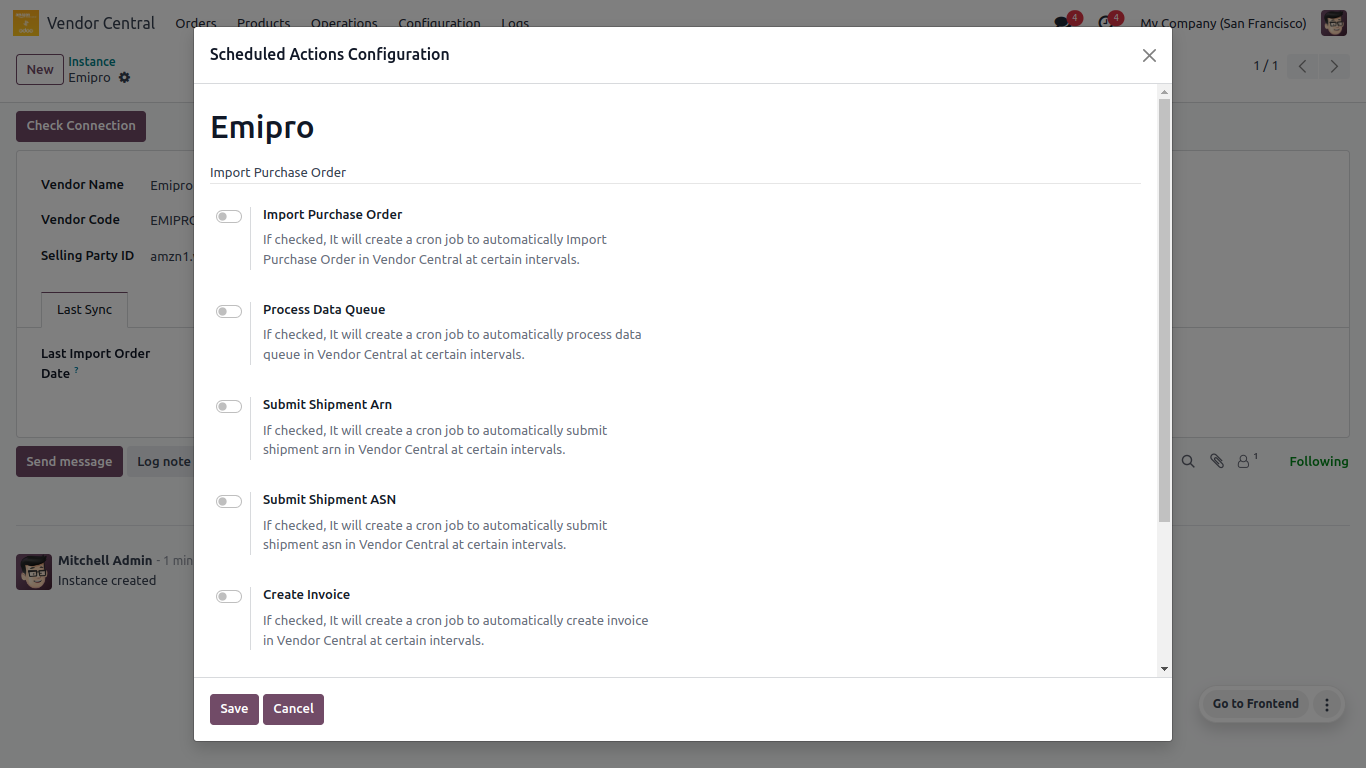 Vendor Central Orders Products Operations Configuration Logs 4 4 My Company (San Francisco)
Scheduled Actions Configuration
New Instance
Emipro
1 / 1
Check Connection
Emipro
Import Purchase Order
Vendor Name Emipro
Vendor Code EMIPRO
Selling Party ID amzn1.
Last Sync
Last Import Order
Date ?
Import Purchase Order
If checked, It will create a cron job to automatically Import
Purchase Order in Vendor Central at certain intervals.
Process Data Queue
If checked, It will create a cron job to automatically process data
queue in Vendor Central at certain intervals.
Submit Shipment Arn
If checked, It will create a cron job to automatically submit
shipment arn in Vendor Central at certain intervals.
Send message Log note 1 Following
Submit Shipment ASN
If checked, It will create a cron job to automatically submit
shipment asn in Vendor Central at certain intervals.
Mitchell Admin - 1 min
Instance created
Create Invoice
If checked, It will create a cron job to automatically create invoice
in Vendor Central at certain intervals.
Save Cancel
Go to Frontend